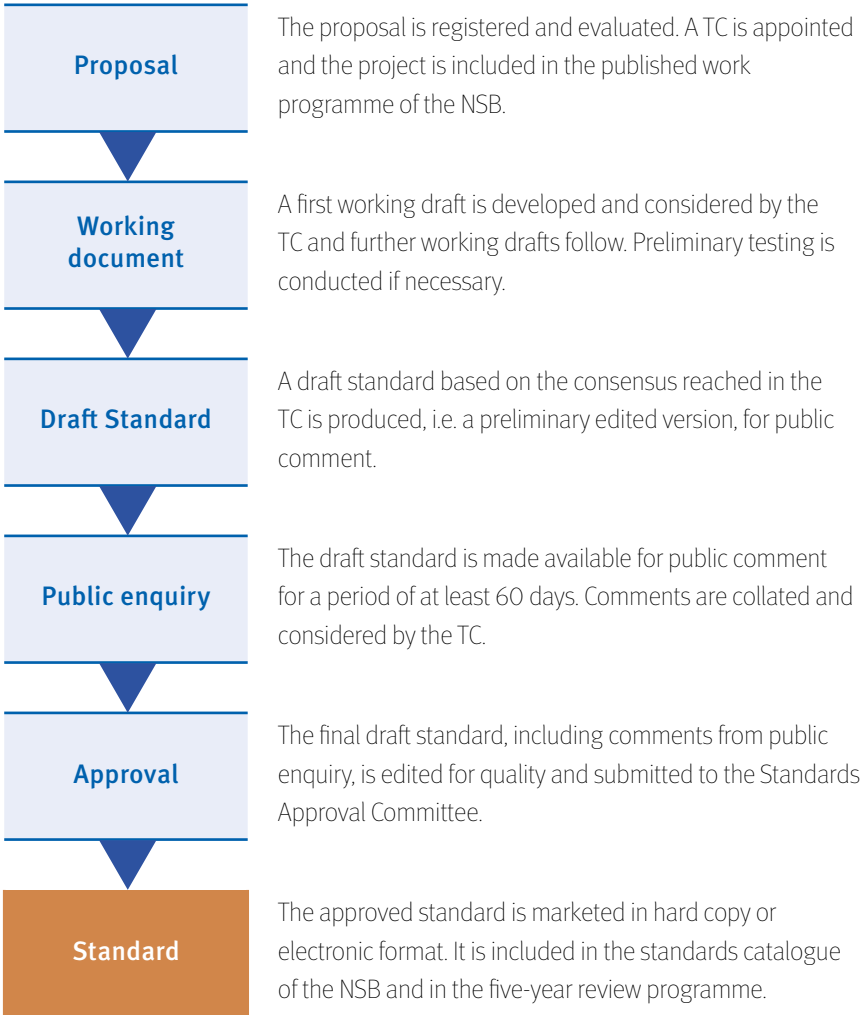 Proposal
The proposal is registered and evaluated. A TC is appointed
and the project is included in the published work
programme of the NSB.
Working
document
A first working draft is developed and considered by the
TC and further working drafts follow. Preliminary testing is
conducted if necessary.
Draft Standard
A draft standard based on the consensus reached in the
TC is produced, i.e. a preliminary edited version, for public
comment.
Public enquiry
The draft standard is made available for public comment
for a period of at least 60 days. Comments are collated and
considered by the TC.
Approval
The final draft standard, including comments from public
enquiry, is edited for quality and submitted to the Standards
Approval Committee.
Standard
The approved standard is marketed in hard copy or
electronic format. It is included in the standards catalogue
of the NSB and in the five-year review programme.